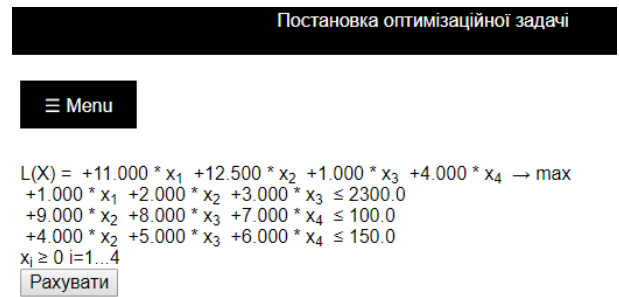 Постановка оптимізаційної задачі
☰ Menu
L(X) = +11.000 * x₁ +12.500 * x₂ +1.000 * x₃ +4.000 * x₄ → max
+1.000 * x₁ +2.000 * x₂ +3.000 * x₃ ≤ 2300.0
+9.000 * x₂ +8.000 * x₃ +7.000 * x₄ ≤ 100.0
+4.000 * x₂ +5.000 * x₃ +6.000 * x₄ ≤ 150.0
xᵢ ≥ 0 i=1...4
Рахувати